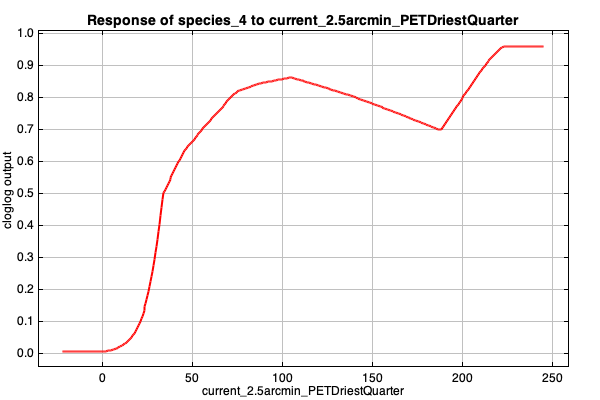 Response of species_4 to current_2.5arcmin_PETDriestQuarter
1.0
0.9
0.8
0.7
0.6
0.5
0.4
0.3
0.2
0.1
0.0
cloglog output
0 50 100 150 200 250
current_2.5arcmin_PETDriestQuarter